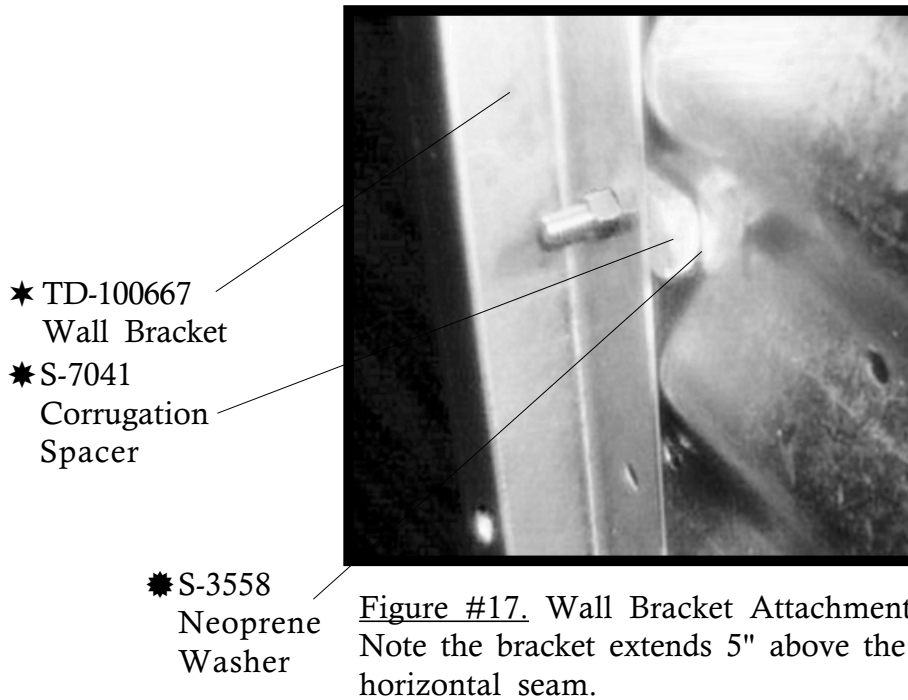 ✶ TD-100667
Wall Bracket
✸ S-7041
Corrugation
Spacer
✹ S-3558
Neoprene
Washer
Figure #17. Wall Bracket Attachment
Note the bracket extends 5" above the
horizontal seam.